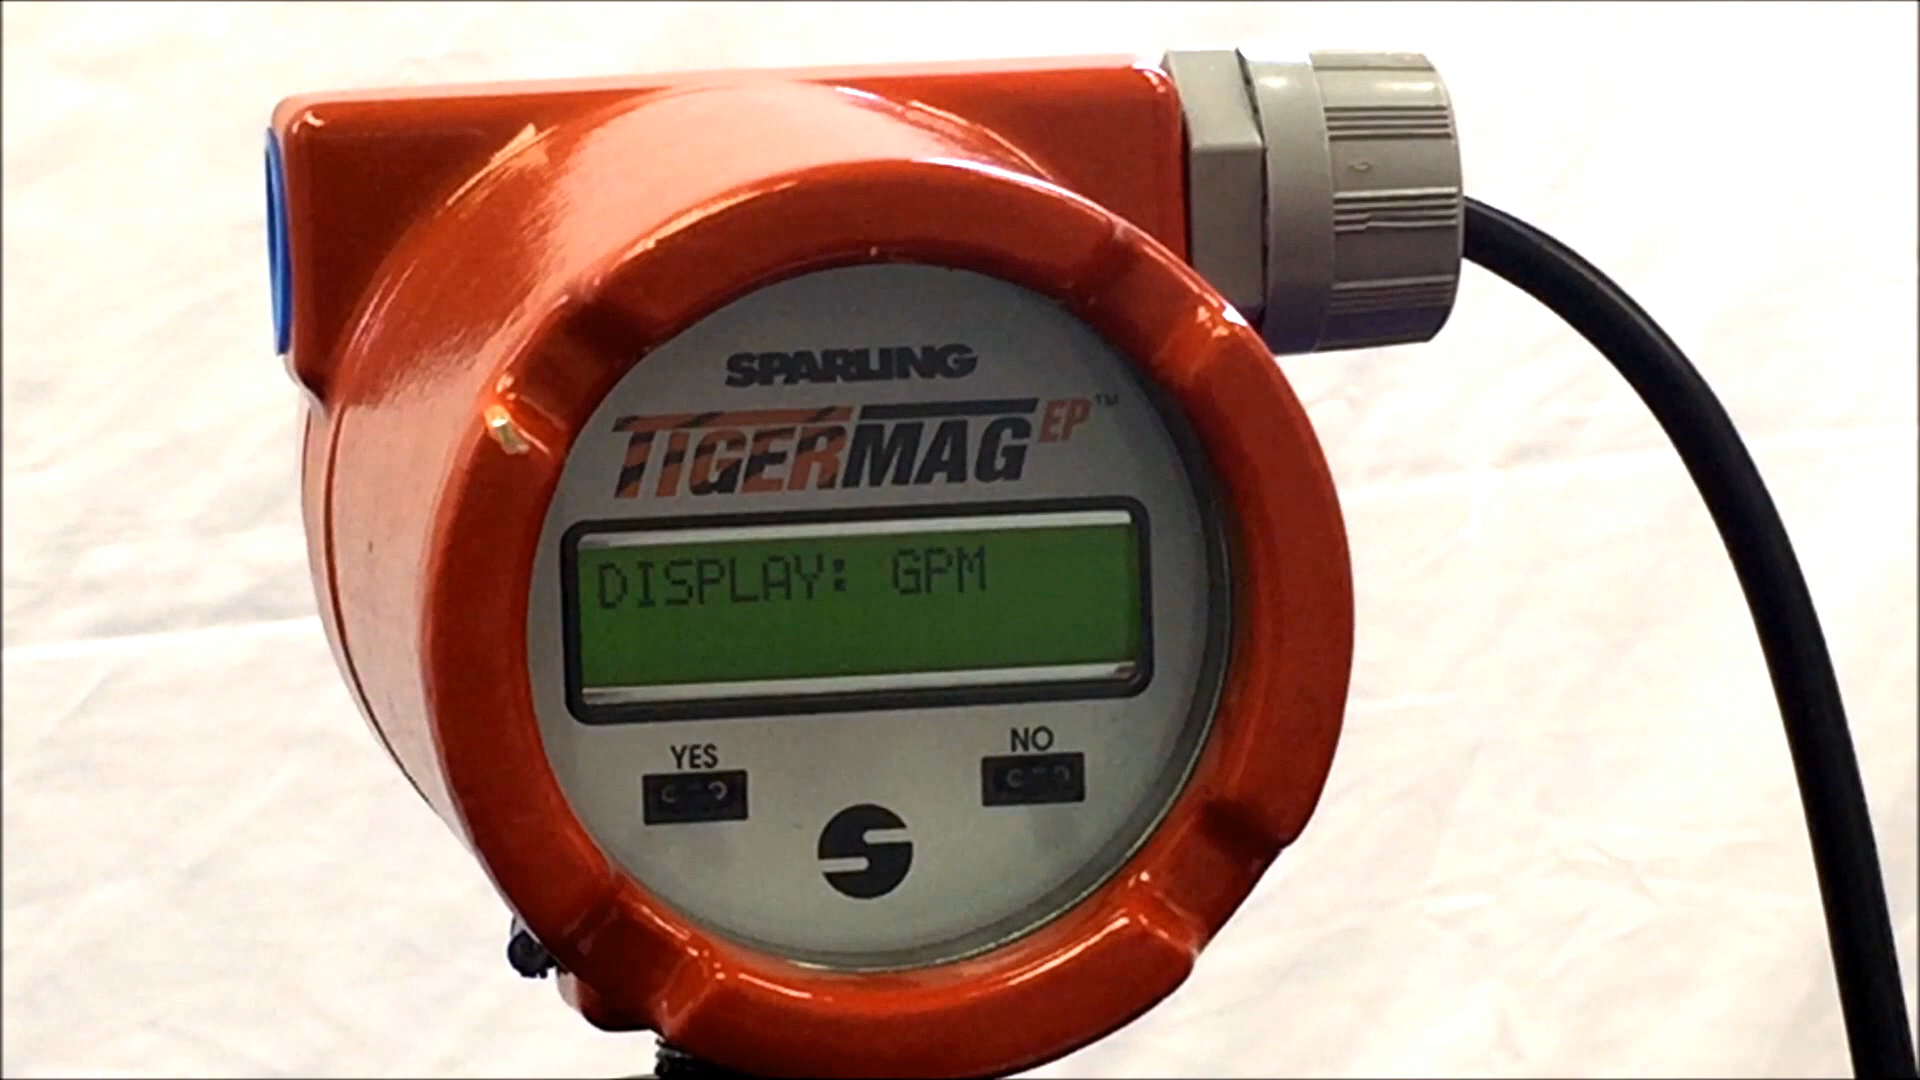 SPARLING
TIGERMAG EP™
DISPLAY: GPM
YES
NO